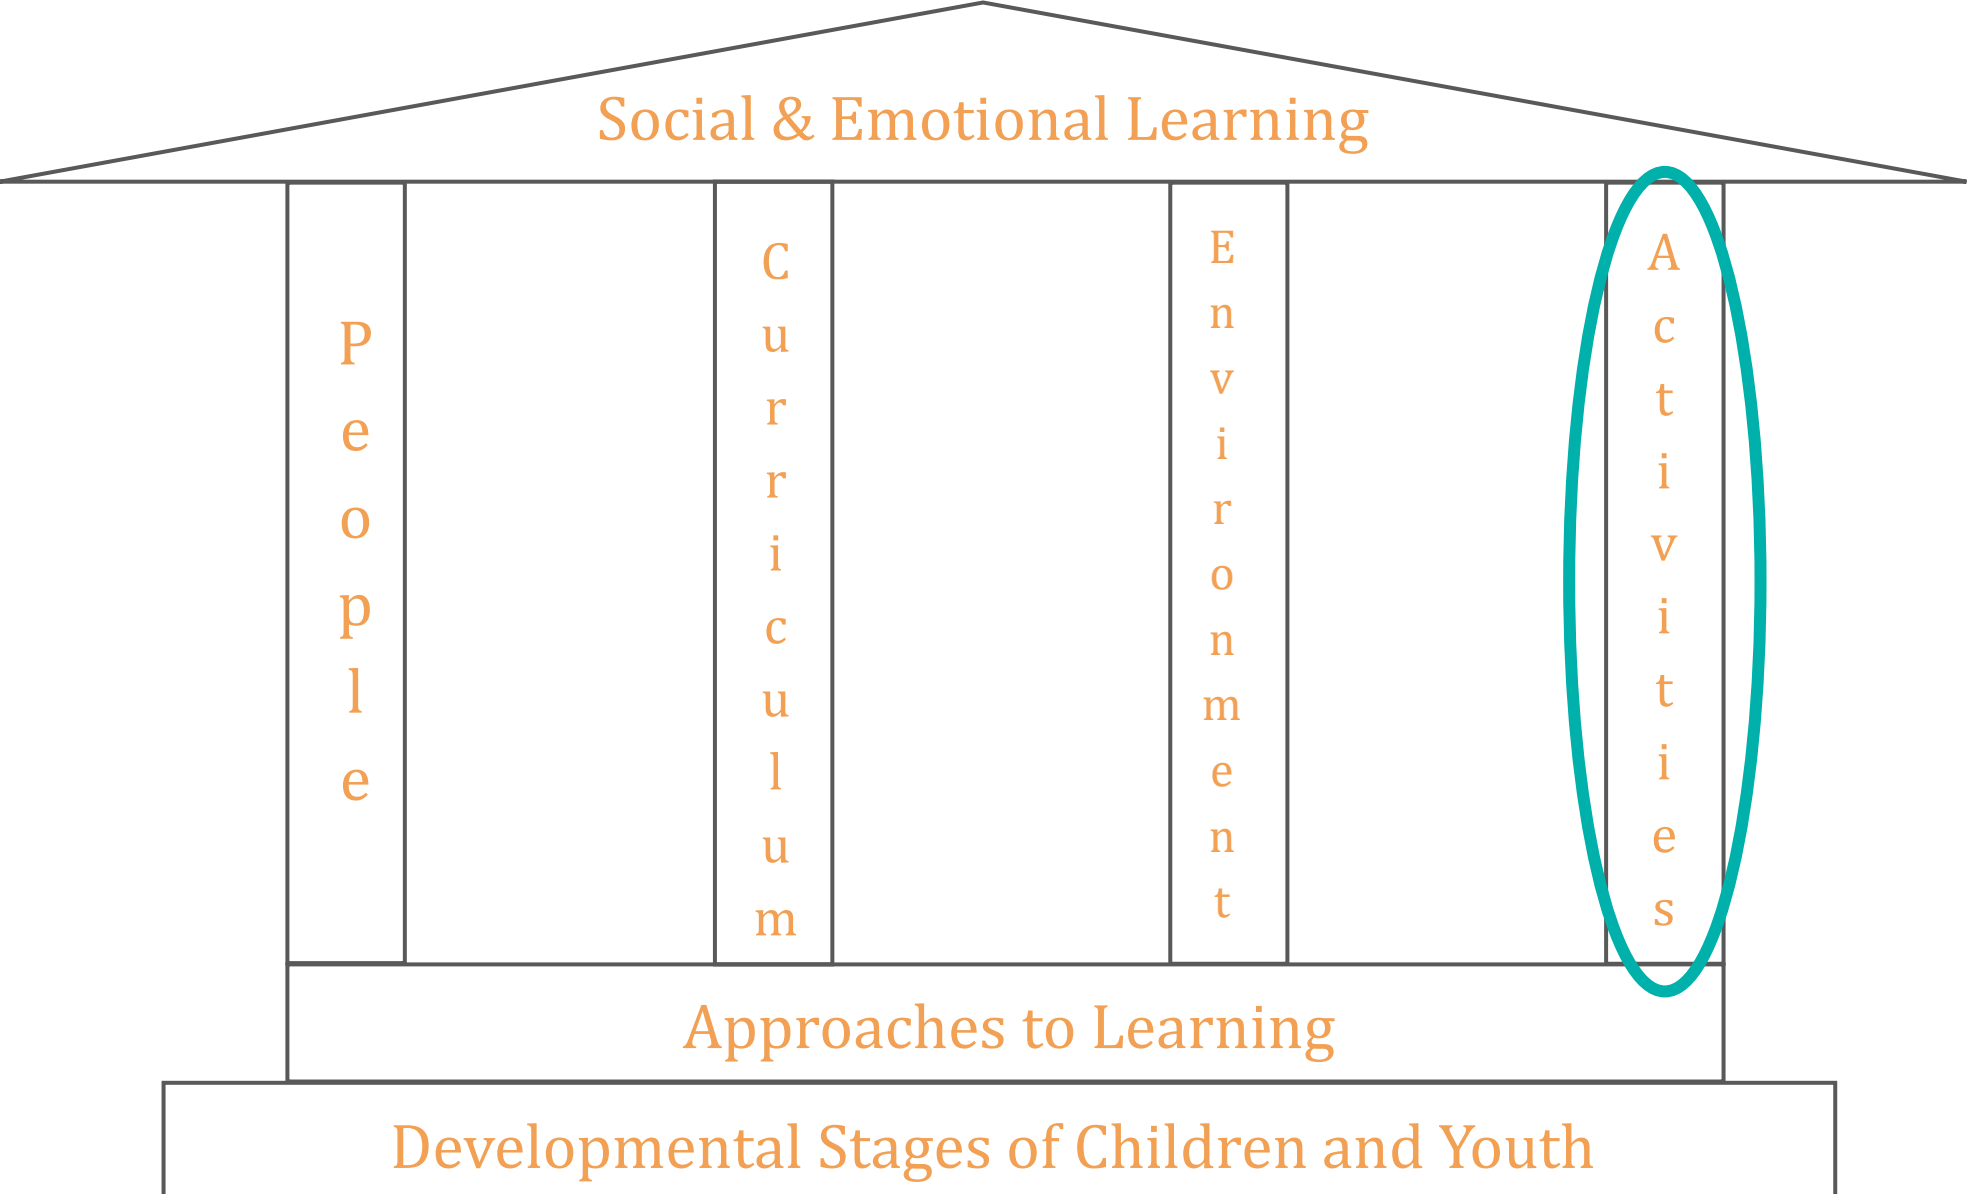 Social & Emotional Learning
People
Curriculum
Environment
Activities
Approaches to Learning
Developmental Stages of Children and Youth